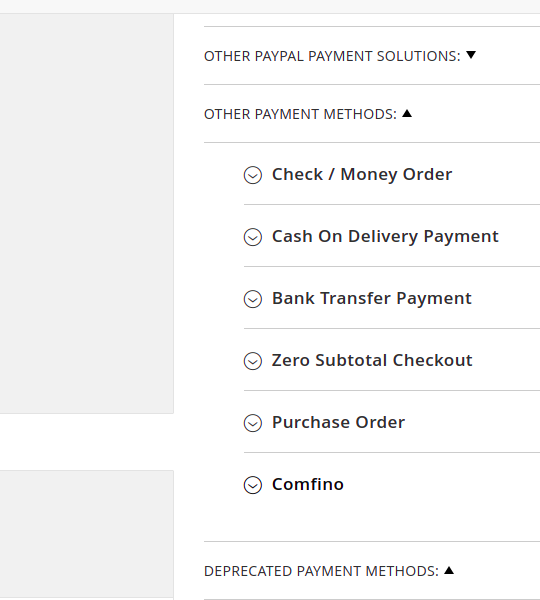 OTHER PAYPAL PAYMENT SOLUTIONS:
OTHER PAYMENT METHODS:
Check / Money Order
Cash On Delivery Payment
Bank Transfer Payment
Zero Subtotal Checkout
Purchase Order
Comfino
DEPRECATED PAYMENT METHODS: